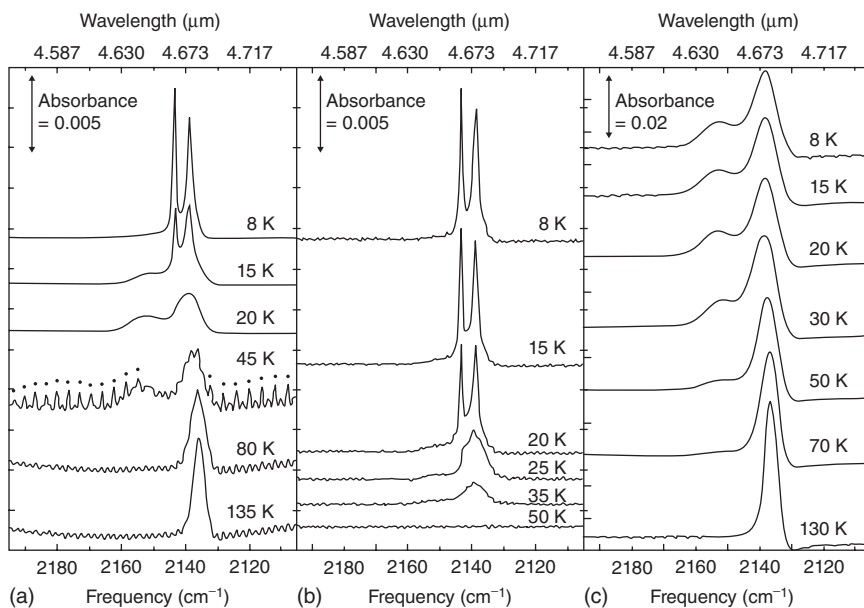 Wavelength (μm) Wavelength (μm) Wavelength (μm)
4.587 4.630 4.673 4.717 4.587 4.630 4.673 4.717 4.587 4.630 4.673 4.717
Absorbance
= 0.005
8 K
15 K
20 K
45 K
80 K
135 K
Absorbance
= 0.005
8 K
15 K
20 K
25 K
35 K
50 K
Absorbance
= 0.02
8 K
15 K
20 K
30 K
50 K
70 K
130 K
2180 2160 2140 2120 2180 2160 2140 2120 2180 2160 2140 2120
(a) Frequency (cm⁻¹) (b) Frequency (cm⁻¹) (c) Frequency (cm⁻¹)